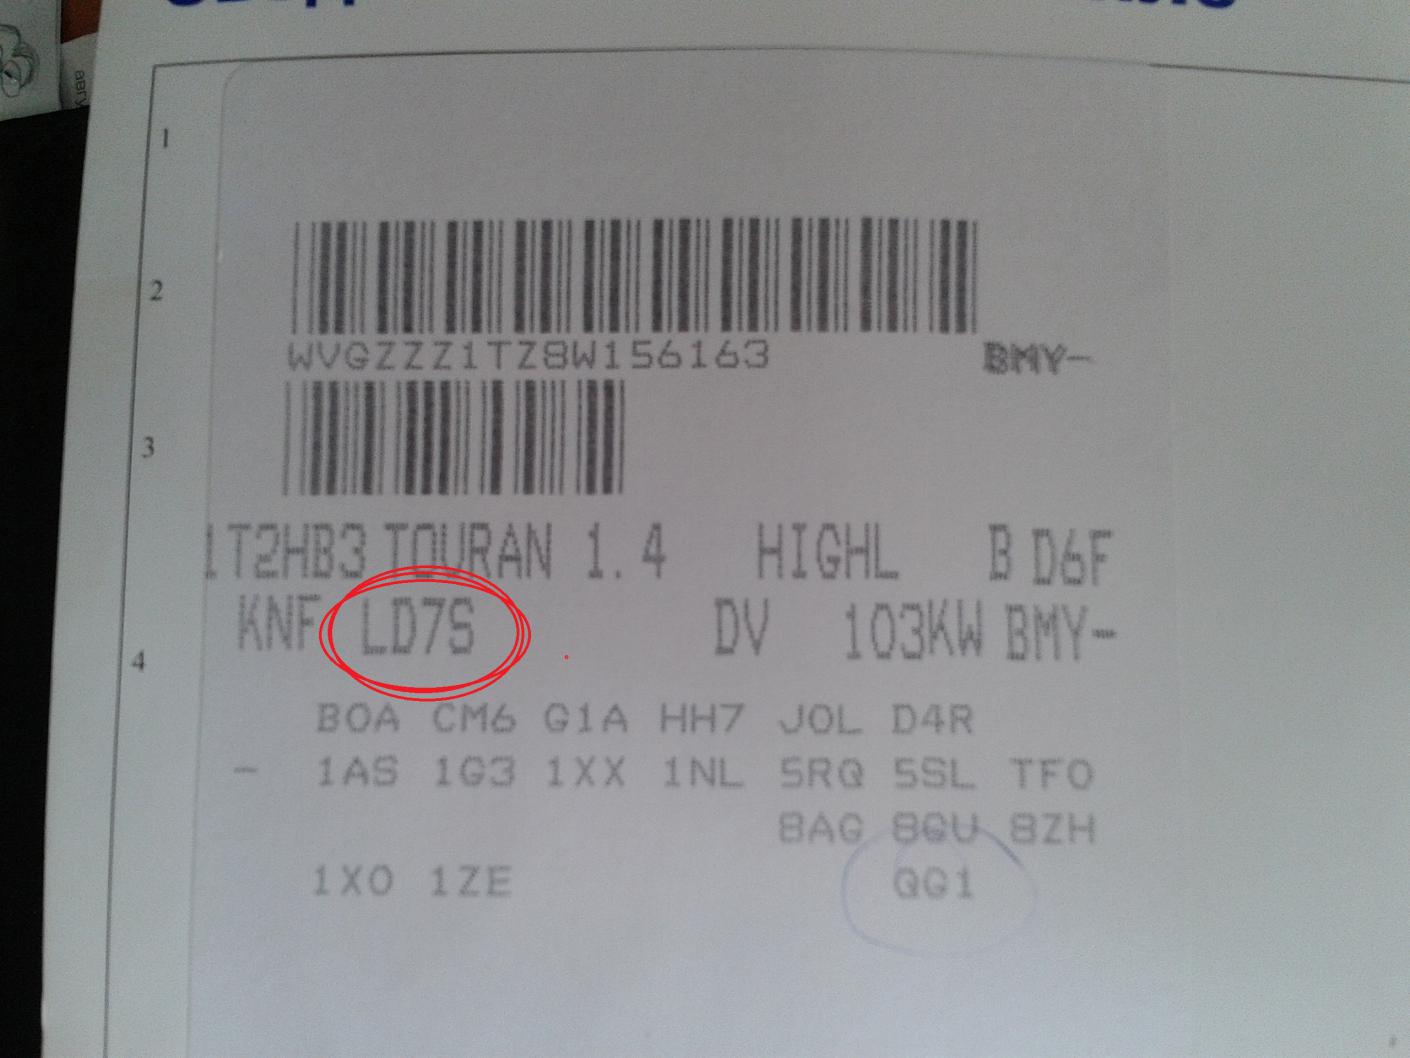 1
2
WVGZZZ1TZ8W156163 BMY-
3
1T2HB3 TOURAN 1.4 HIGHL B D6F
KNF LD7S DV 103KW BMY-
4
B0A CM6 G1A HH7 J0L D4R
- 1AS 1G3 1XX 1NL 5RQ 5SL TF0
8AG 8GU 8ZH
1X0 1ZE QG1